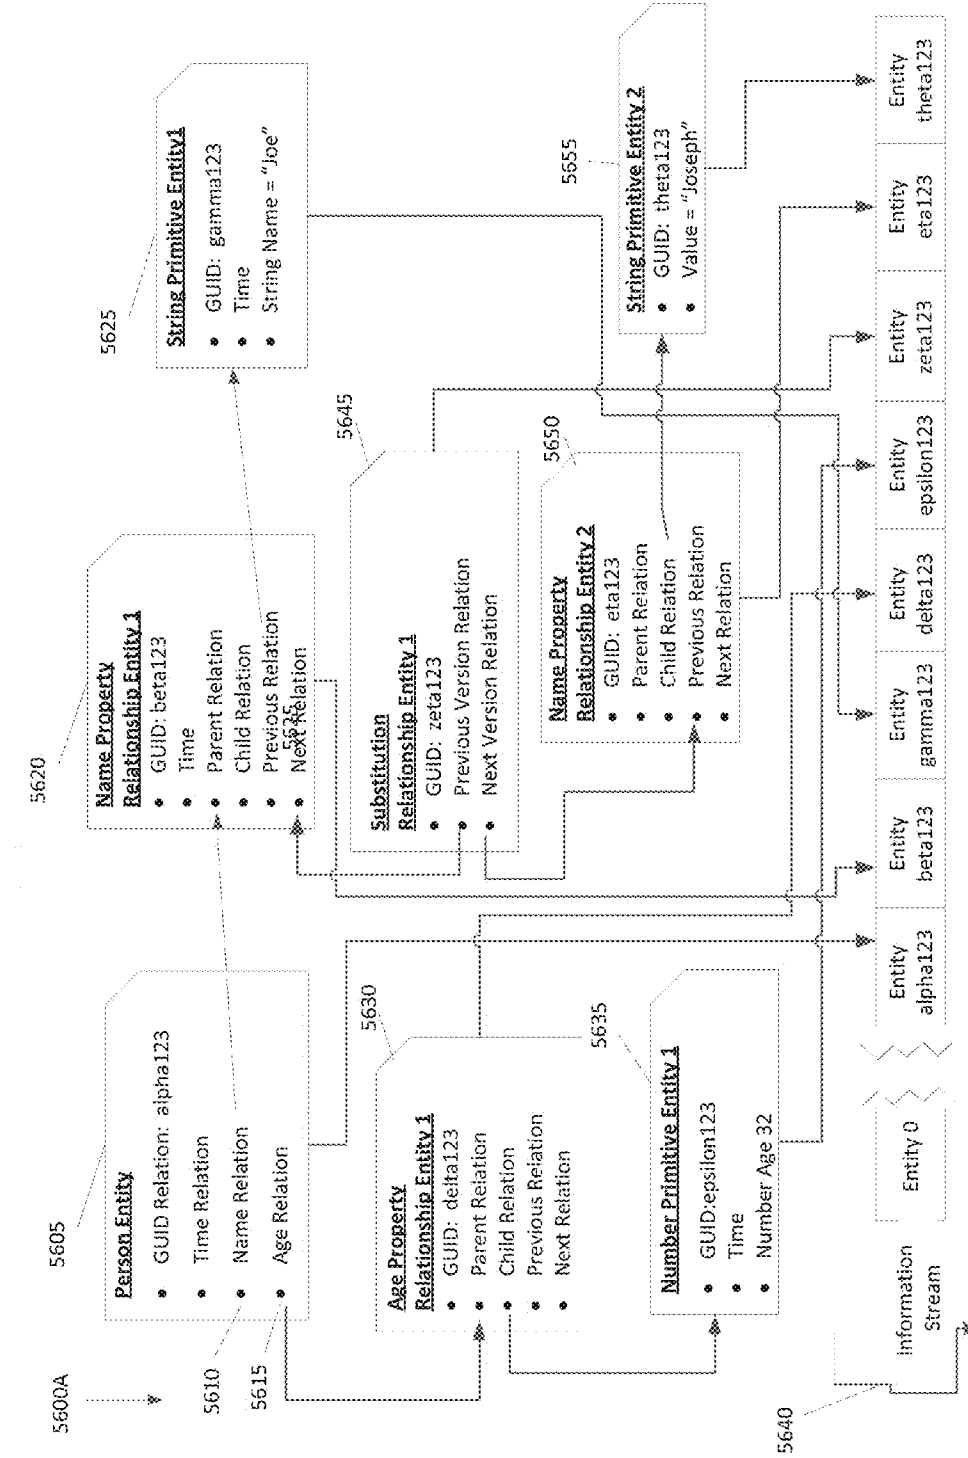 5600A
5605
Person Entity
• GUID Relation: alpha123
• Time Relation
• Name Relation
• Age Relation
5610
5615
5620
Name Property
Relationship Entity 1
• GUID: beta123
• Time
• Parent Relation
• Child Relation
• Previous Relation
• Next Relation
5625
5625
String Primitive Entity1
• GUID: gamma123
• Time
• String Name = "Joe"
5630
Age Property
Relationship Entity 1
• GUID: delta123
• Parent Relation
• Child Relation
• Previous Relation
• Next Relation
5645
Substitution
Relationship Entity 1
• GUID: zeta123
• Previous Version Relation
• Next Version Relation
5635
Number Primitive Entity 1
• GUID:epsilon123
• Time
• Number Age 32
5650
Name Property
Relationship Entity 2
• GUID: eta123
• Parent Relation
• Child Relation
• Previous Relation
• Next Relation
5655
String Primitive Entity 2
• GUID: theta123
• Value = "Joseph"
5640
Information
Stream
Entity 0
Entity
alpha123
Entity
beta123
Entity
gamma123
Entity
delta123
Entity
epsilon123
Entity
zeta123
Entity
eta123
Entity
theta123